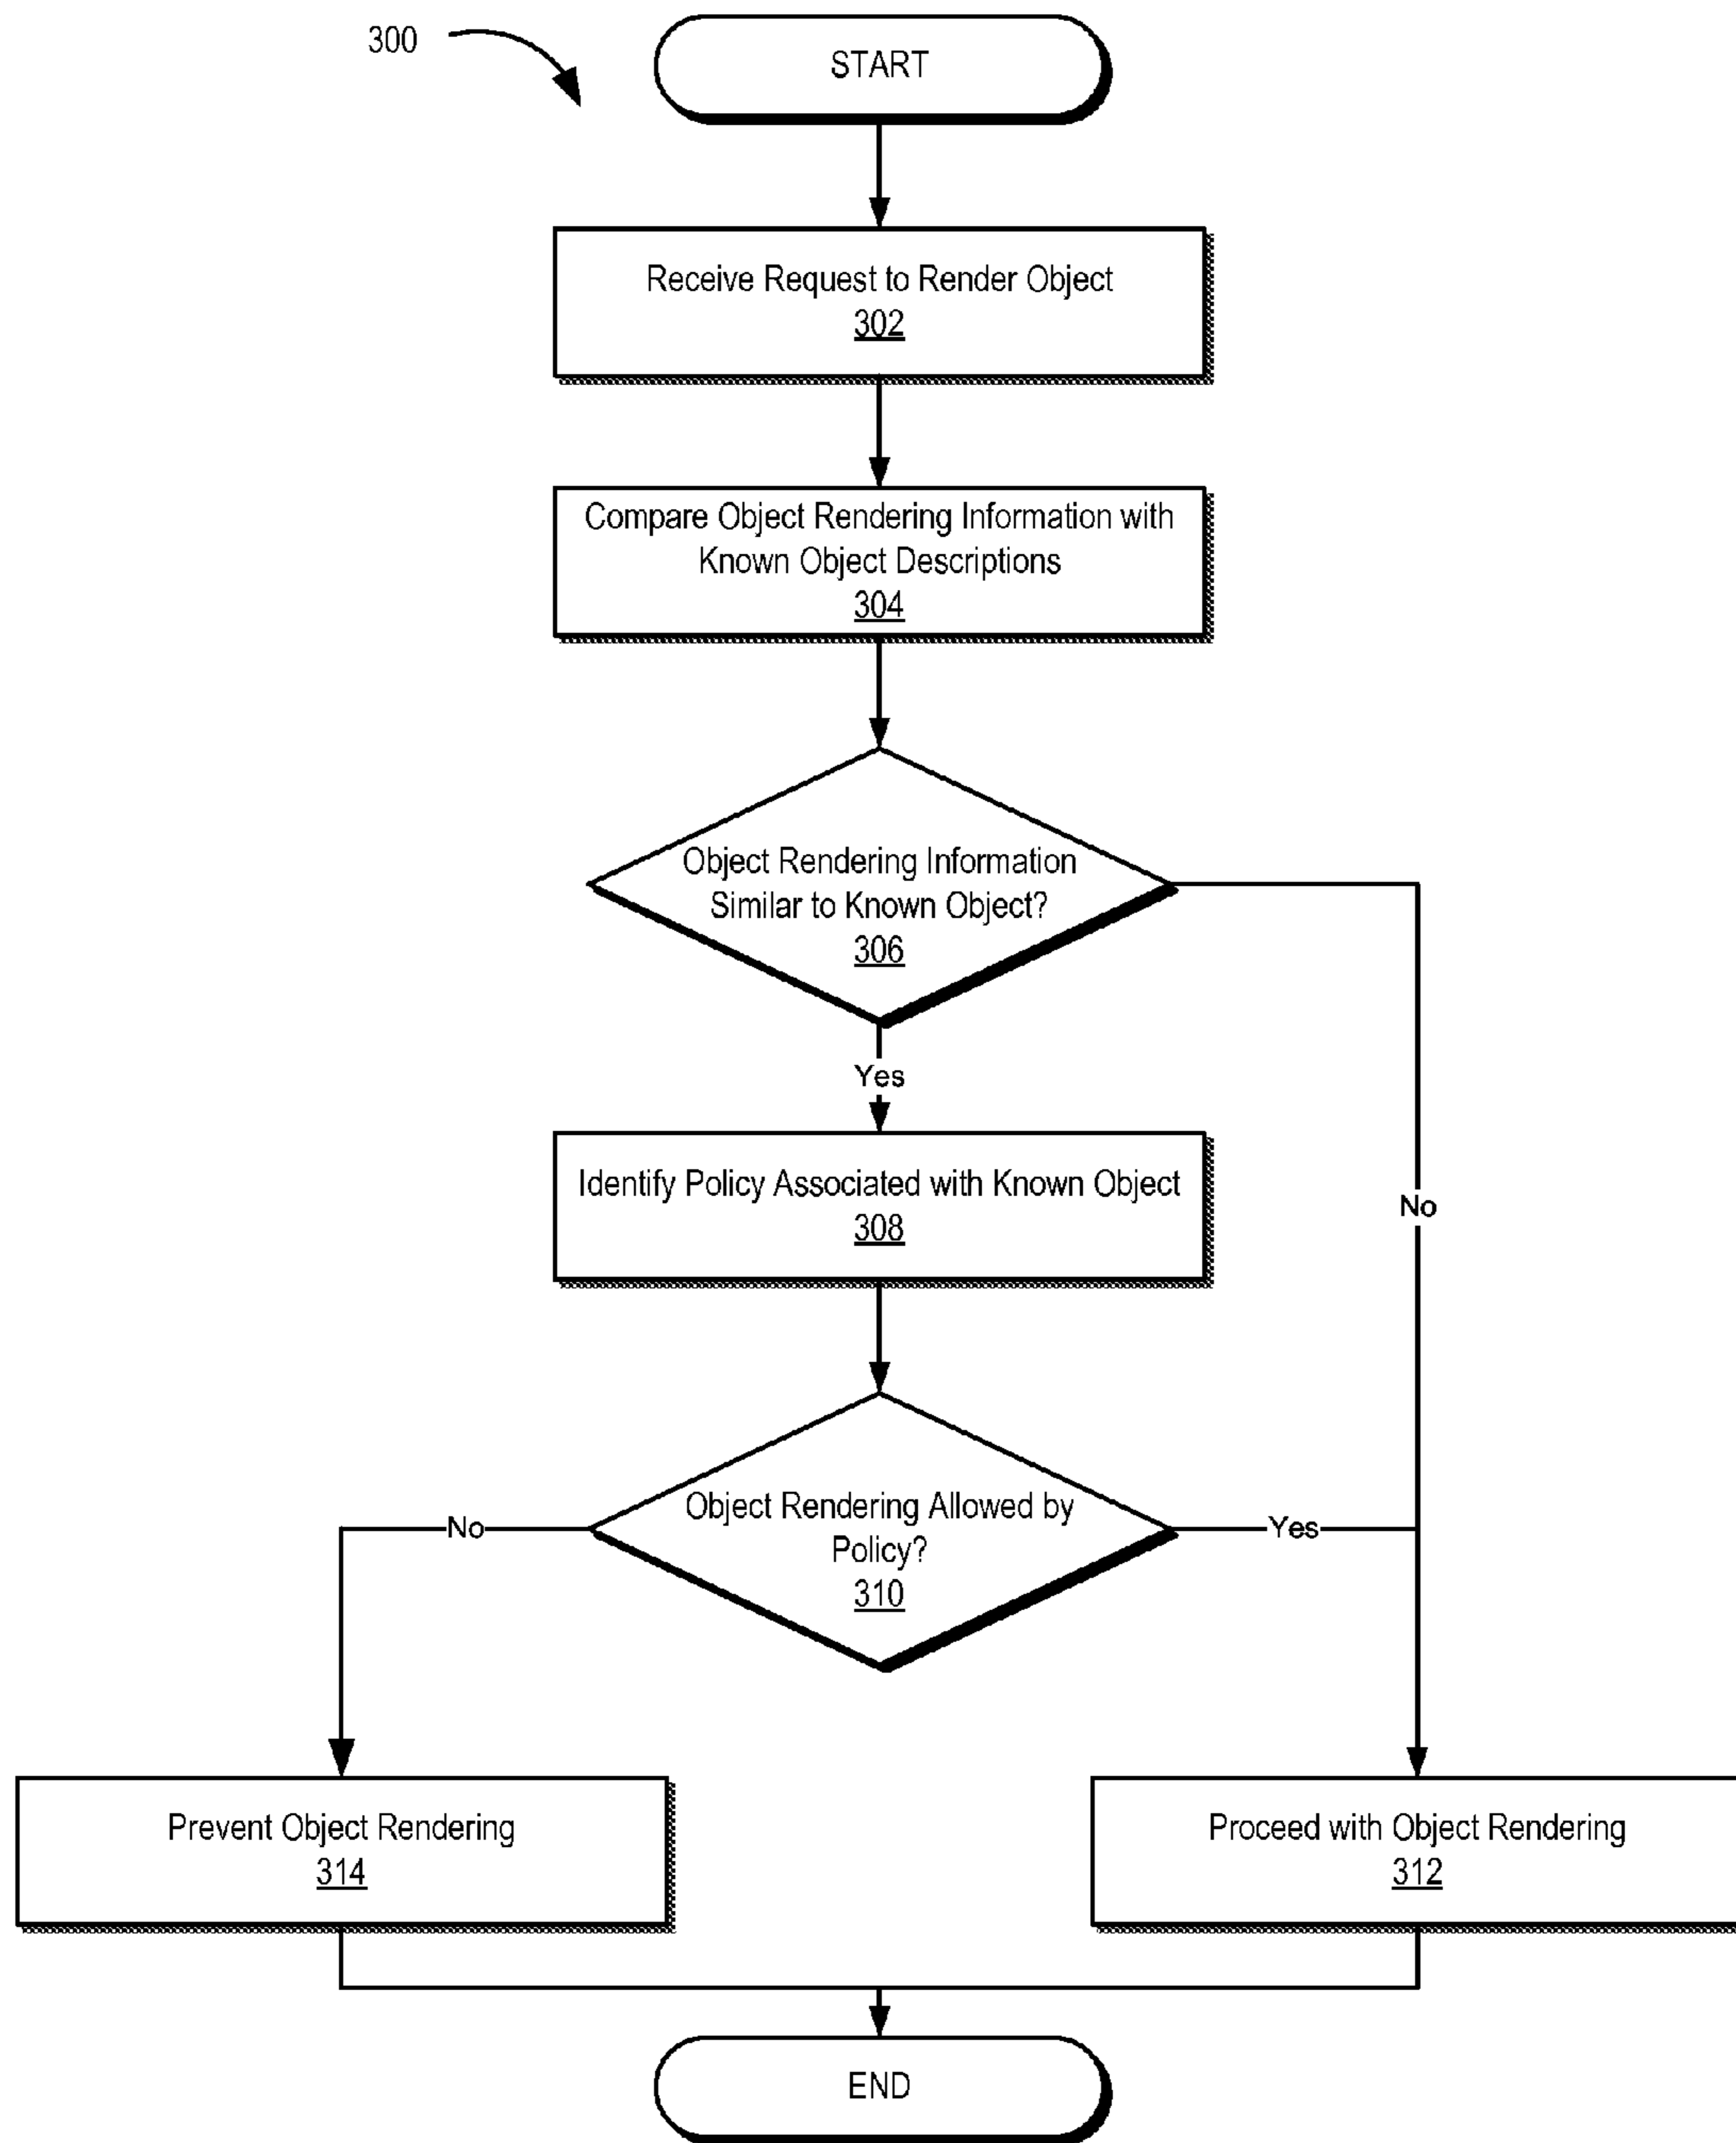 300
START
Receive Request to Render Object
302
Compare Object Rendering Information with
Known Object Descriptions
304
Object Rendering Information
Similar to Known Object?
306
Yes
Identify Policy Associated with Known Object
308
No
Object Rendering Allowed by
Policy?
310
No
Yes
Prevent Object Rendering
314
Proceed with Object Rendering
312
END